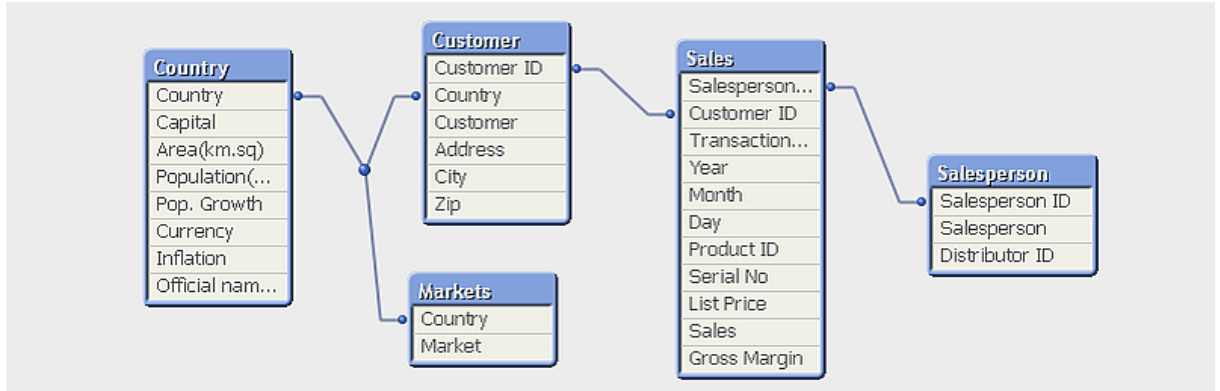 Country
Country
Capital
Area(km.sq)
Population(...
Pop. Growth
Currency
Inflation
Official nam...
Customer
Customer ID
Country
Customer
Address
City
Zip
Markets
Country
Market
Sales
Salesperson...
Customer ID
Transaction...
Year
Month
Day
Product ID
Serial No
List Price
Sales
Gross Margin
Salesperson
Salesperson ID
Salesperson
Distributor ID